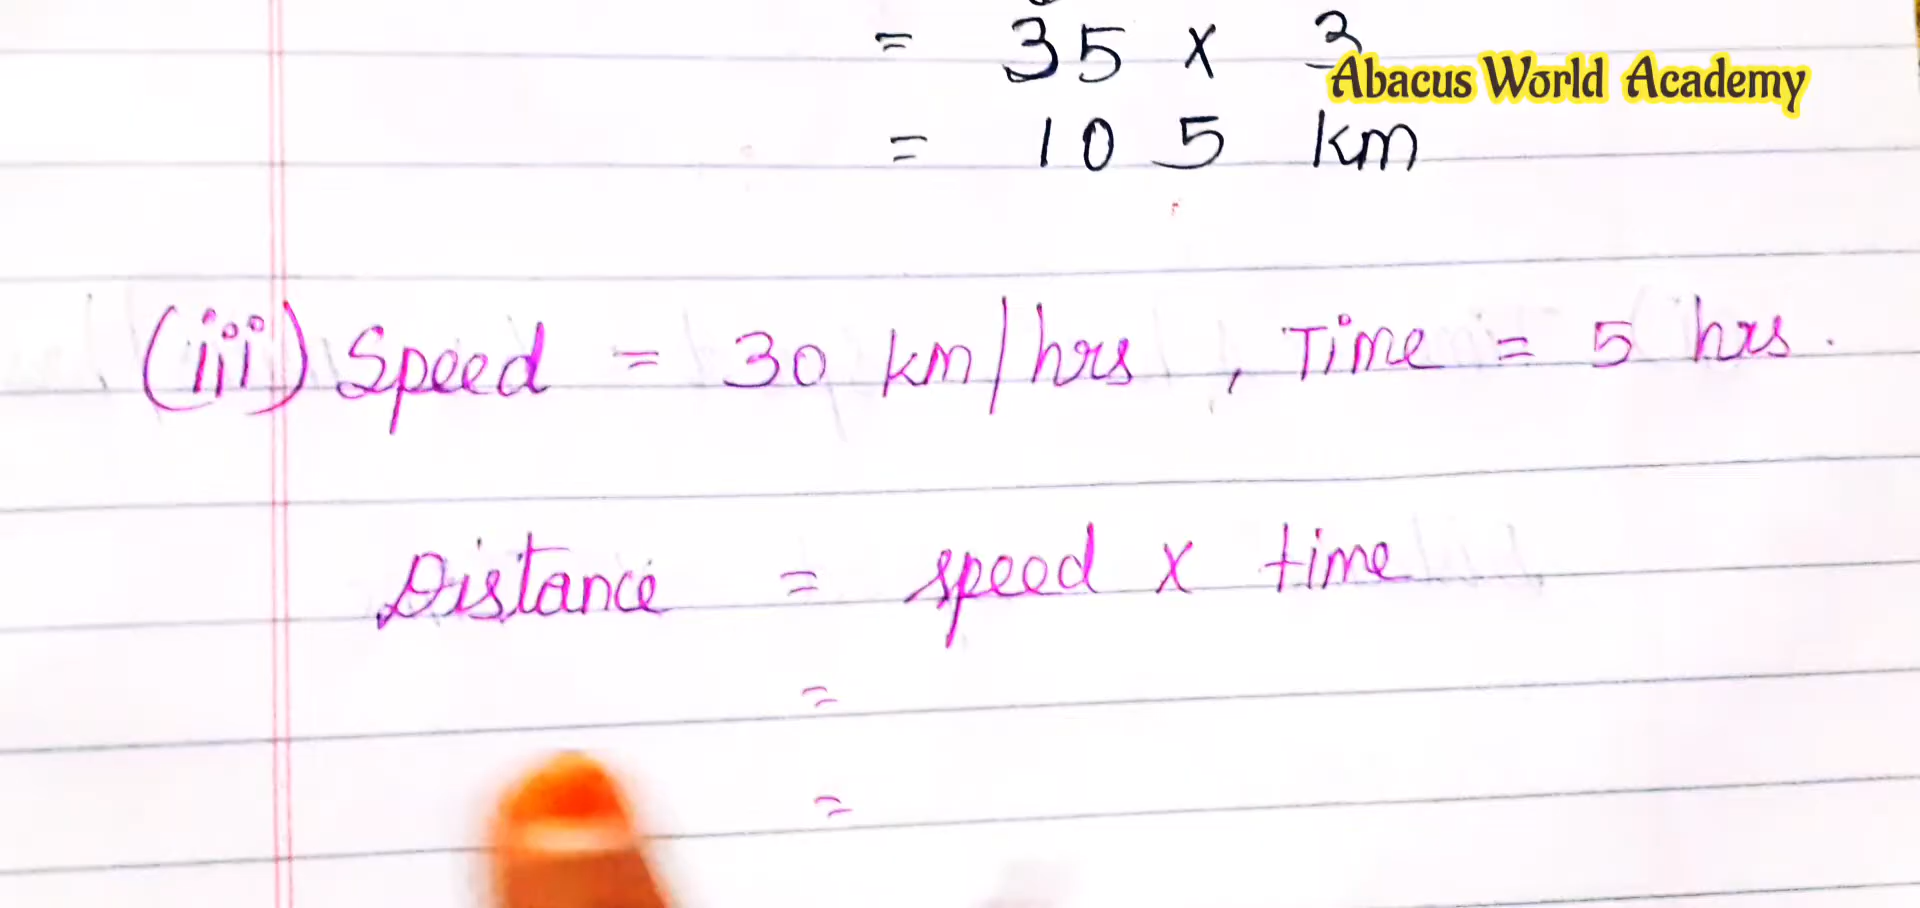 = 35 x 3
Abacus World Academy
= 105 km
(iii) Speed = 30 km/hrs, Time = 5 hrs.
Distance = speed x time
=
=